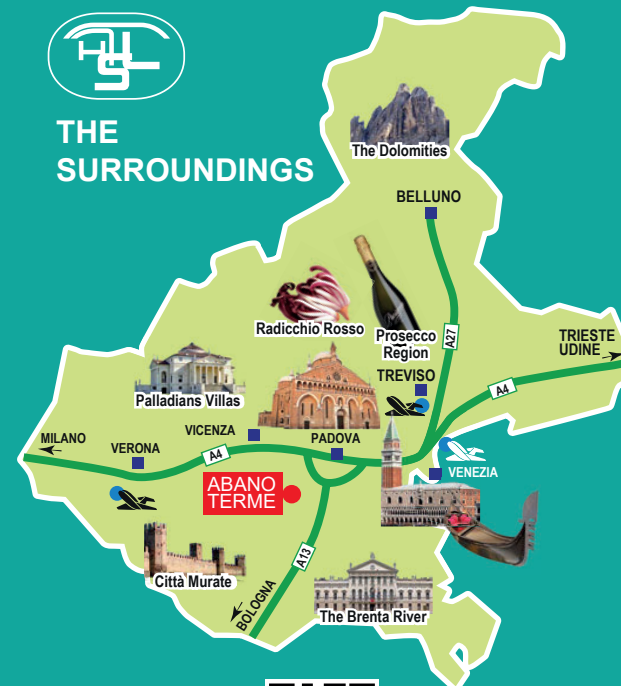 THE
SURROUNDINGS
The Dolomities
BELLUNO
Radicchio Rosso
Prosecco
Region
A27
TRIESTE
UDINE
TREVISO
A4
Palladians Villas
MILANO
VERONA
VICENZA
A4
PADOVA
VENEZIA
ABANO
TERME
Città Murate
A13
BOLOGNA
The Brenta River